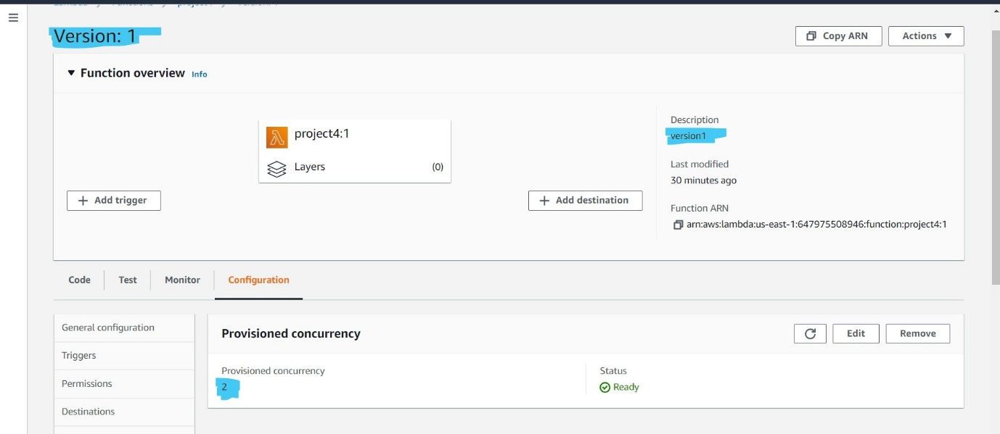 Version: 1
Copy ARN
Actions
Function overview Info
project4:1
Layers (0)
Add trigger
Add destination
Description
version1
Last modified
30 minutes ago
Function ARN
arn:aws:lambda:us-east-1:647975508946:function:project4:1
Code Test Monitor Configuration
General configuration
Triggers
Permissions
Destinations
Provisioned concurrency
Edit
Remove
Provisioned concurrency
2
Status
Ready